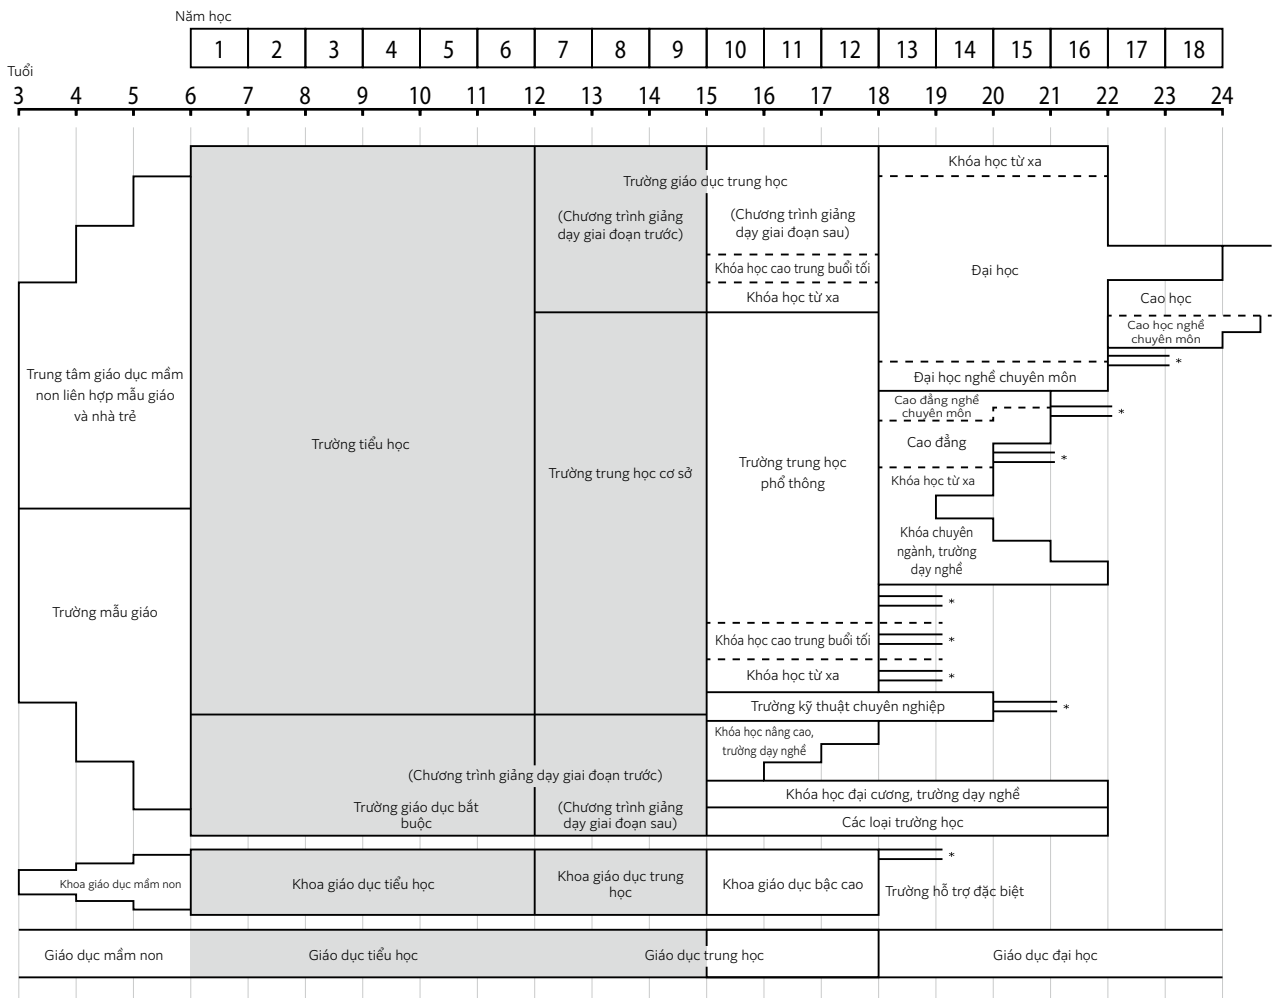 Năm học
1 2 3 4 5 6 7 8 9 10 11 12 13 14 15 16 17 18
Tuổi
3 4 5 6 7 8 9 10 11 12 13 14 15 16 17 18 19 20 21 22 23 24
Trung tâm giáo dục mầm
non liên hợp mẫu giáo
và nhà trẻ
Trường mẫu giáo
Trường tiểu học
Trường giáo dục trung học
(Chương trình giảng
dạy giai đoạn trước)
(Chương trình giảng
dạy giai đoạn sau)
Khóa học cao trung buổi tối
Khóa học từ xa
Trường trung học cơ sở
Trường trung học
phổ thông
Khóa học cao trung buổi tối
Khóa học từ xa
Khóa học từ xa
Đại học
Đại học nghề chuyên môn
Cao học
Cao học nghề
chuyên môn
*
Cao đẳng nghề
chuyên môn
*
Cao đẳng
*
Khóa học từ xa
Khóa chuyên
ngành, trường
dạy nghề
*
*
*
Trường kỹ thuật chuyên nghiệp
*
Khóa học nâng cao,
trường dạy nghề
(Chương trình giảng dạy giai đoạn trước)
Trường giáo dục bắt
buộc
(Chương trình giảng
dạy giai đoạn sau)
Khóa học đại cương, trường dạy nghề
Các loại trường học
Khoa giáo dục mầm non
Khoa giáo dục tiểu học
Khoa giáo dục trung
học
Khoa giáo dục bậc cao
*
Trường hỗ trợ đặc biệt
Giáo dục mầm non
Giáo dục tiểu học
Giáo dục trung học
Giáo dục đại học